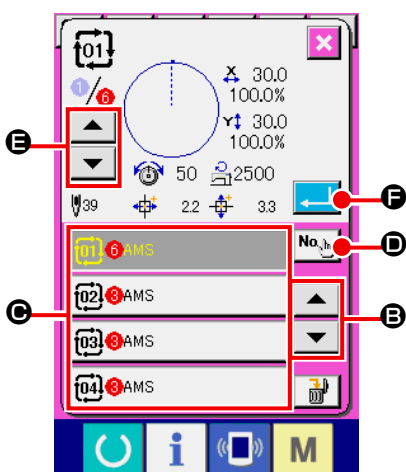 01
1/6
X 30.0
100.0%
Y 30.0
100.0%
50 2500
39 2.2 3.3
No.
01 6 AMS
02 3 AMS
03 3 AMS
04 3 AMS
i M
E
F
D
C
B